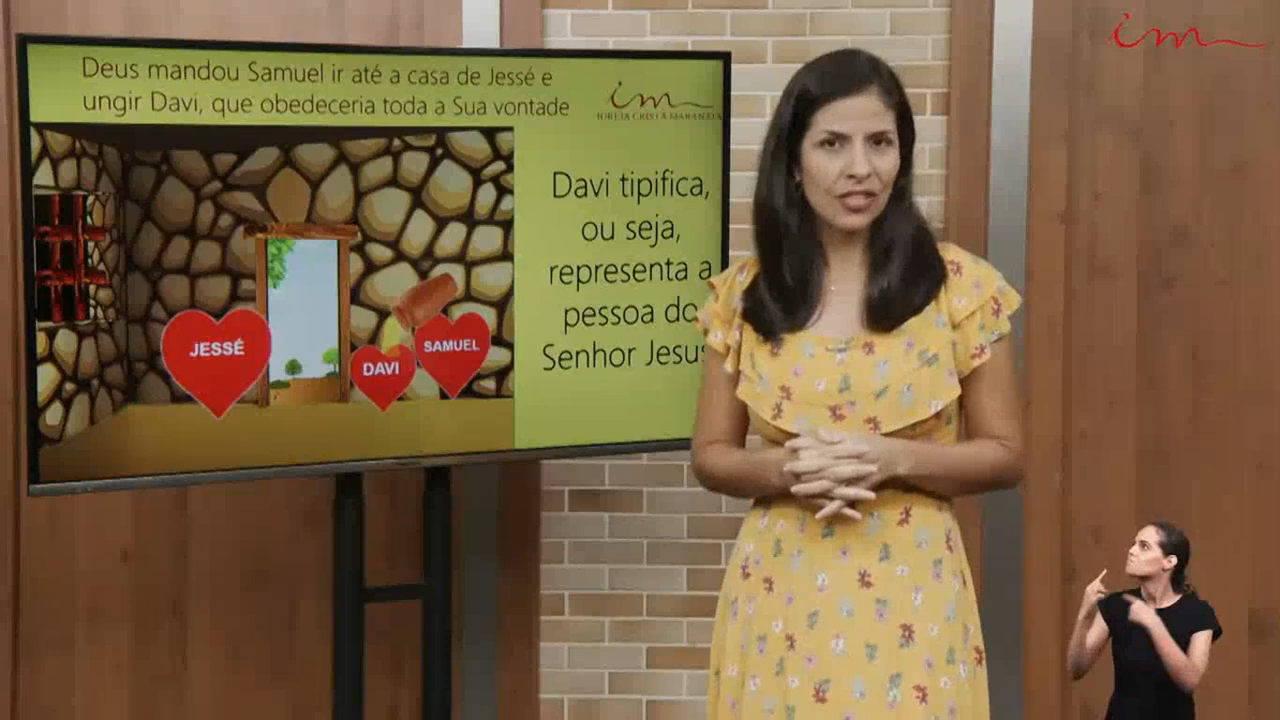 Deus mandou Samuel ir até a casa de Jessé e
ungir Davi, que obedeceria toda a Sua vontade
im
IGREJA CRISTÃ MARANATA
Davi tipifica,
ou seja,
representa a
pessoa do
Senhor Jesus
JESSÉ
DAVI
SAMUEL
im